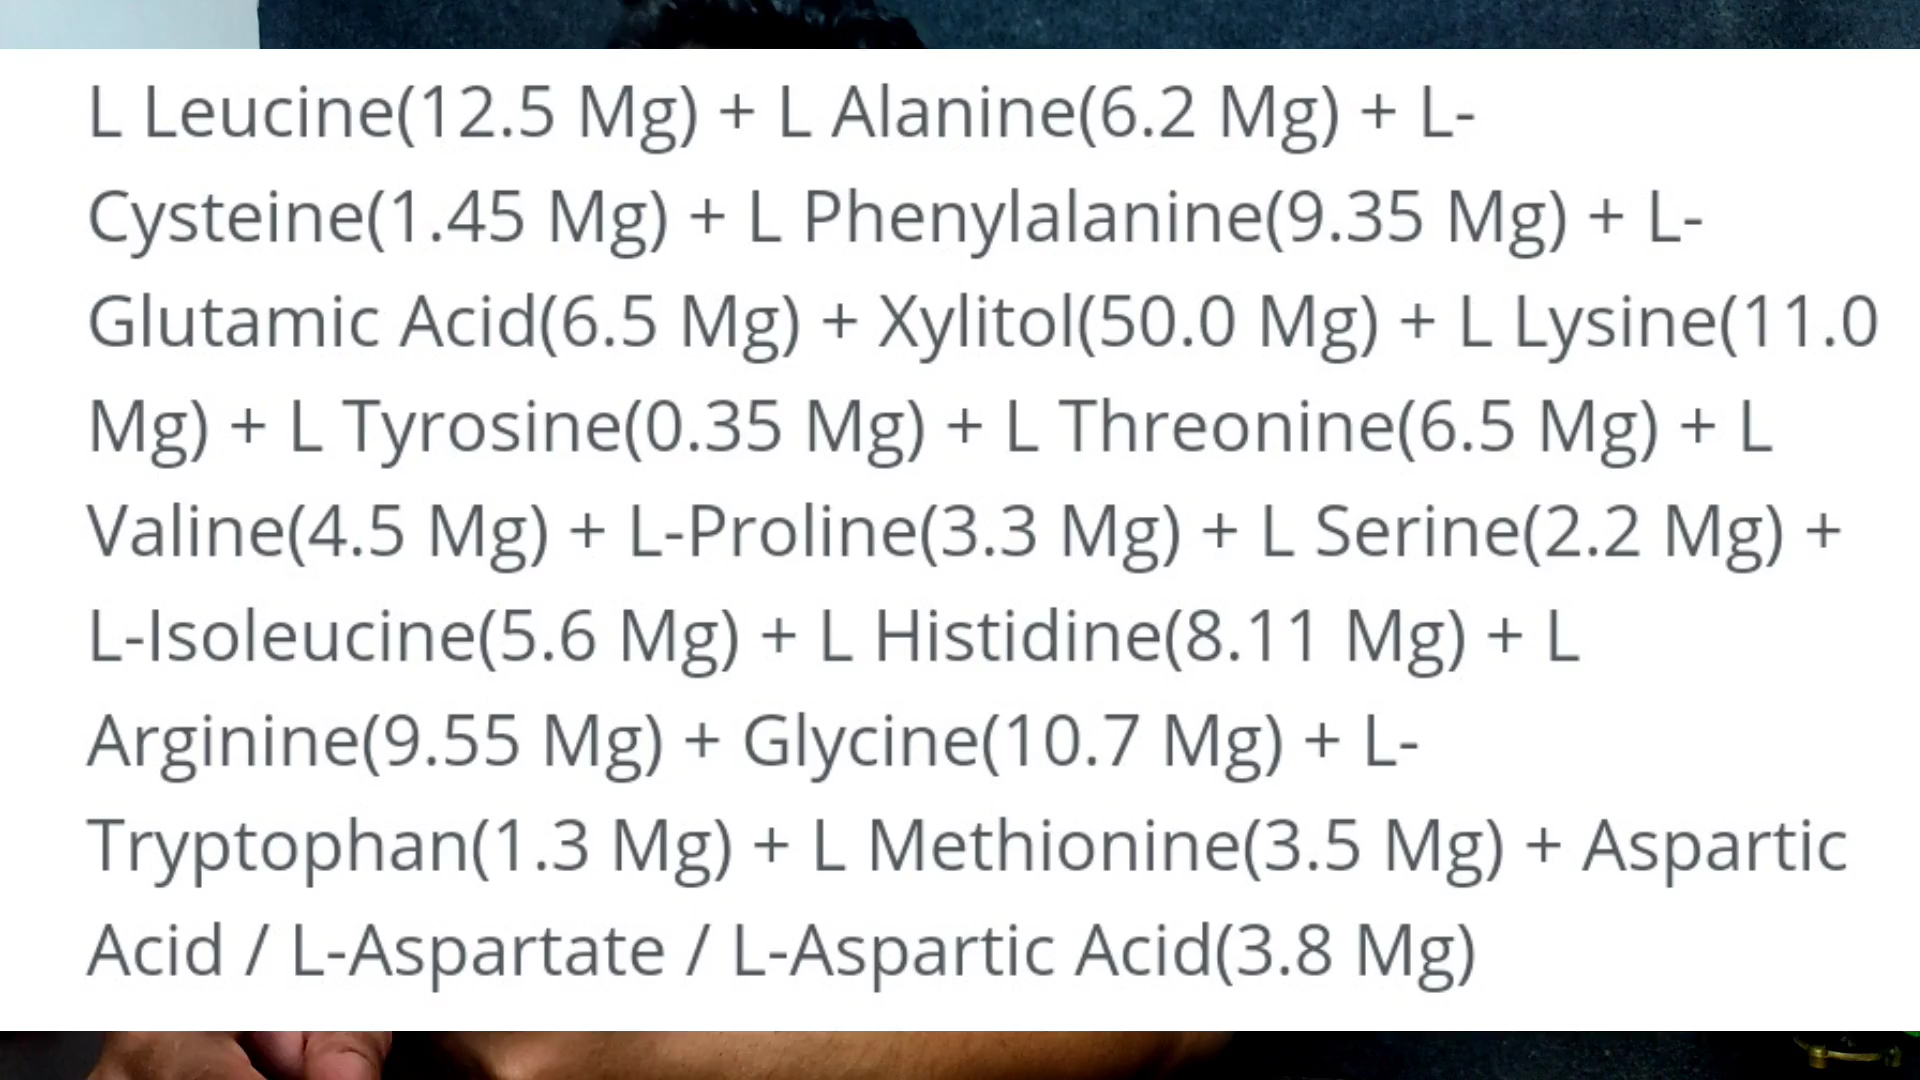 L Leucine(12.5 Mg) + L Alanine(6.2 Mg) + L-
Cysteine(1.45 Mg) + L Phenylalanine(9.35 Mg) + L-
Glutamic Acid(6.5 Mg) + Xylitol(50.0 Mg) + L Lysine(11.0
Mg) + L Tyrosine(0.35 Mg) + L Threonine(6.5 Mg) + L
Valine(4.5 Mg) + L-Proline(3.3 Mg) + L Serine(2.2 Mg) +
L-Isoleucine(5.6 Mg) + L Histidine(8.11 Mg) + L
Arginine(9.55 Mg) + Glycine(10.7 Mg) + L-
Tryptophan(1.3 Mg) + L Methionine(3.5 Mg) + Aspartic
Acid / L-Aspartate / L-Aspartic Acid(3.8 Mg)